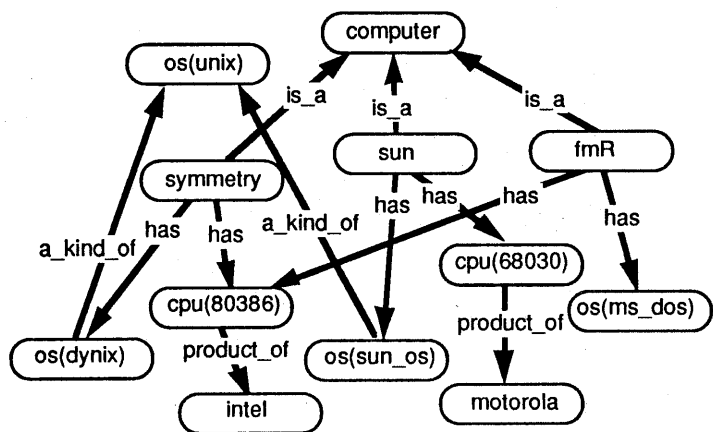 computer
os(unix)
is_a
is_a
is_a
sun
fmR
symmetry
has
has
has
has
has
has
a_kind_of
a_kind_of
cpu(68030)
cpu(80386)
os(ms_dos)
product_of
product_of
os(dynix)
os(sun_os)
intel
motorola